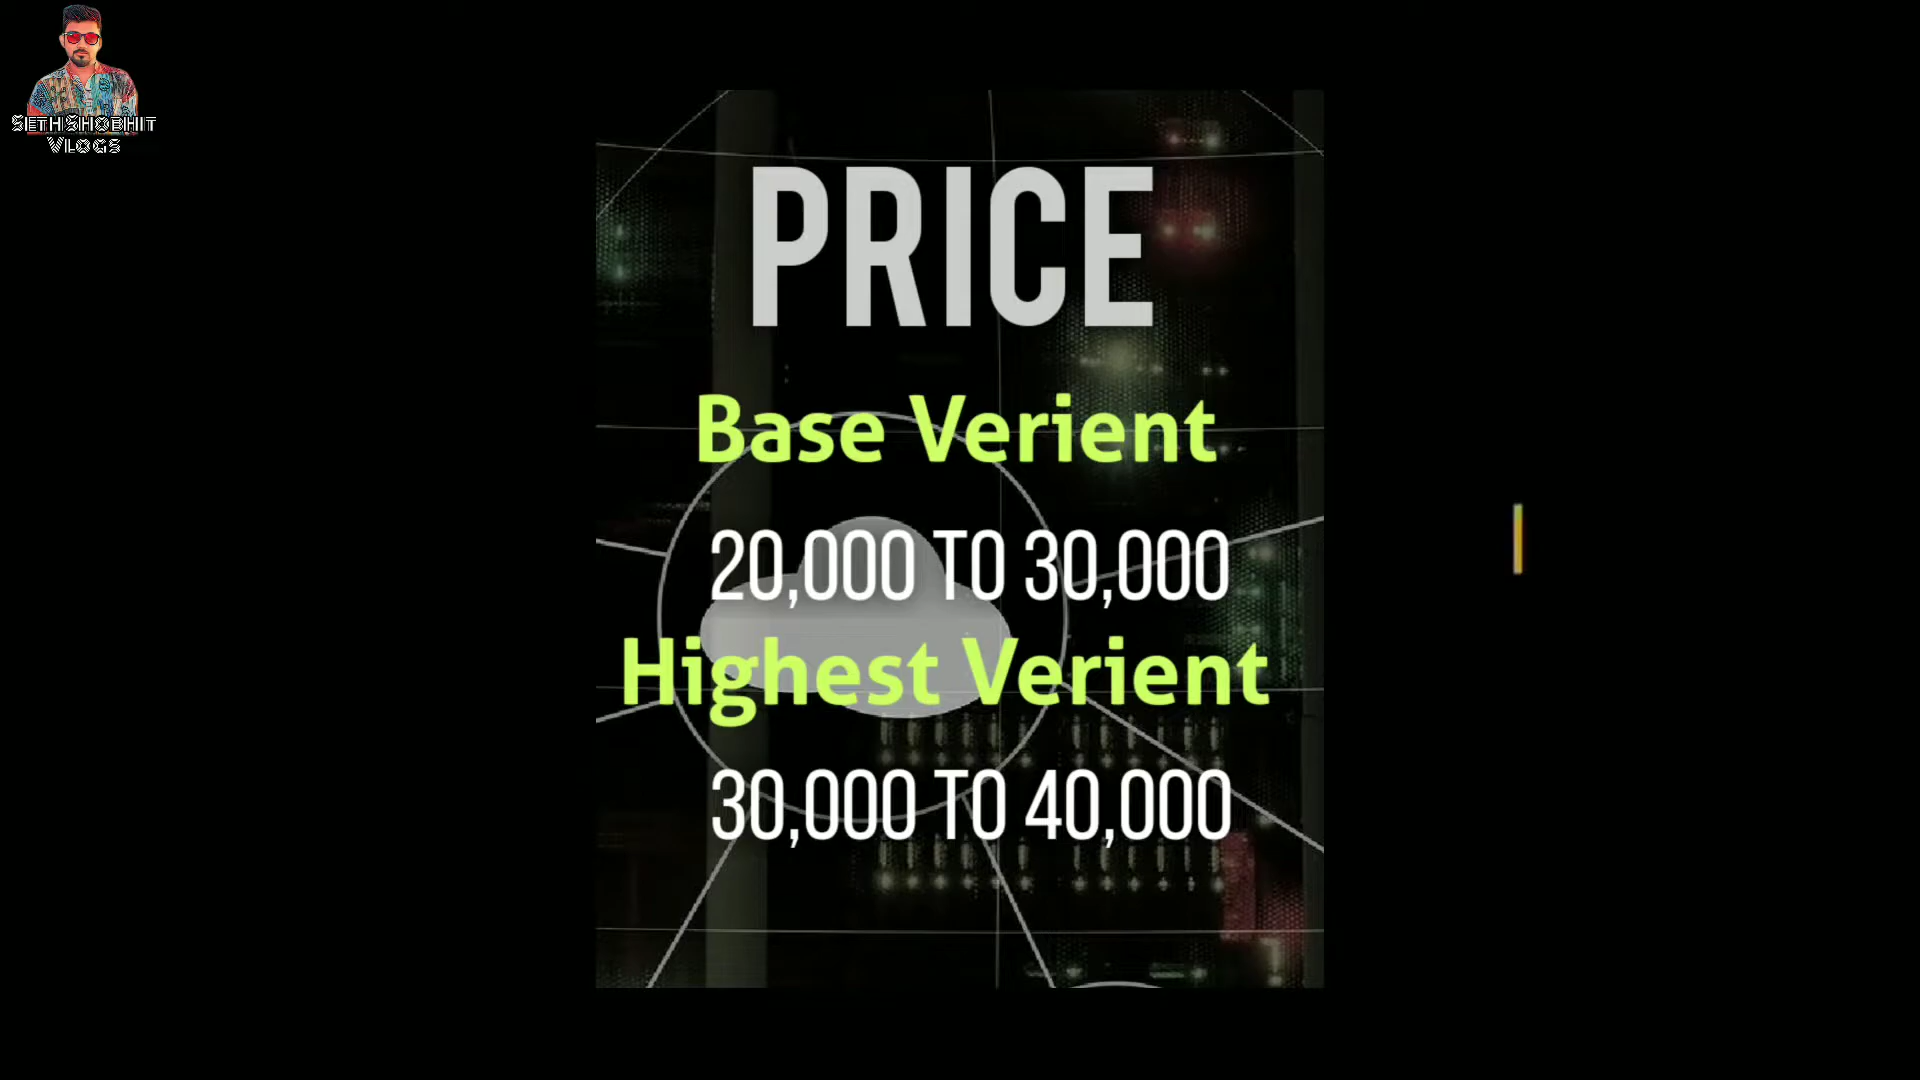 SETH SHOBHIT
VLOGS
PRICE
Base Verient
20,000 TO 30,000
Highest Verient
30,000 TO 40,000